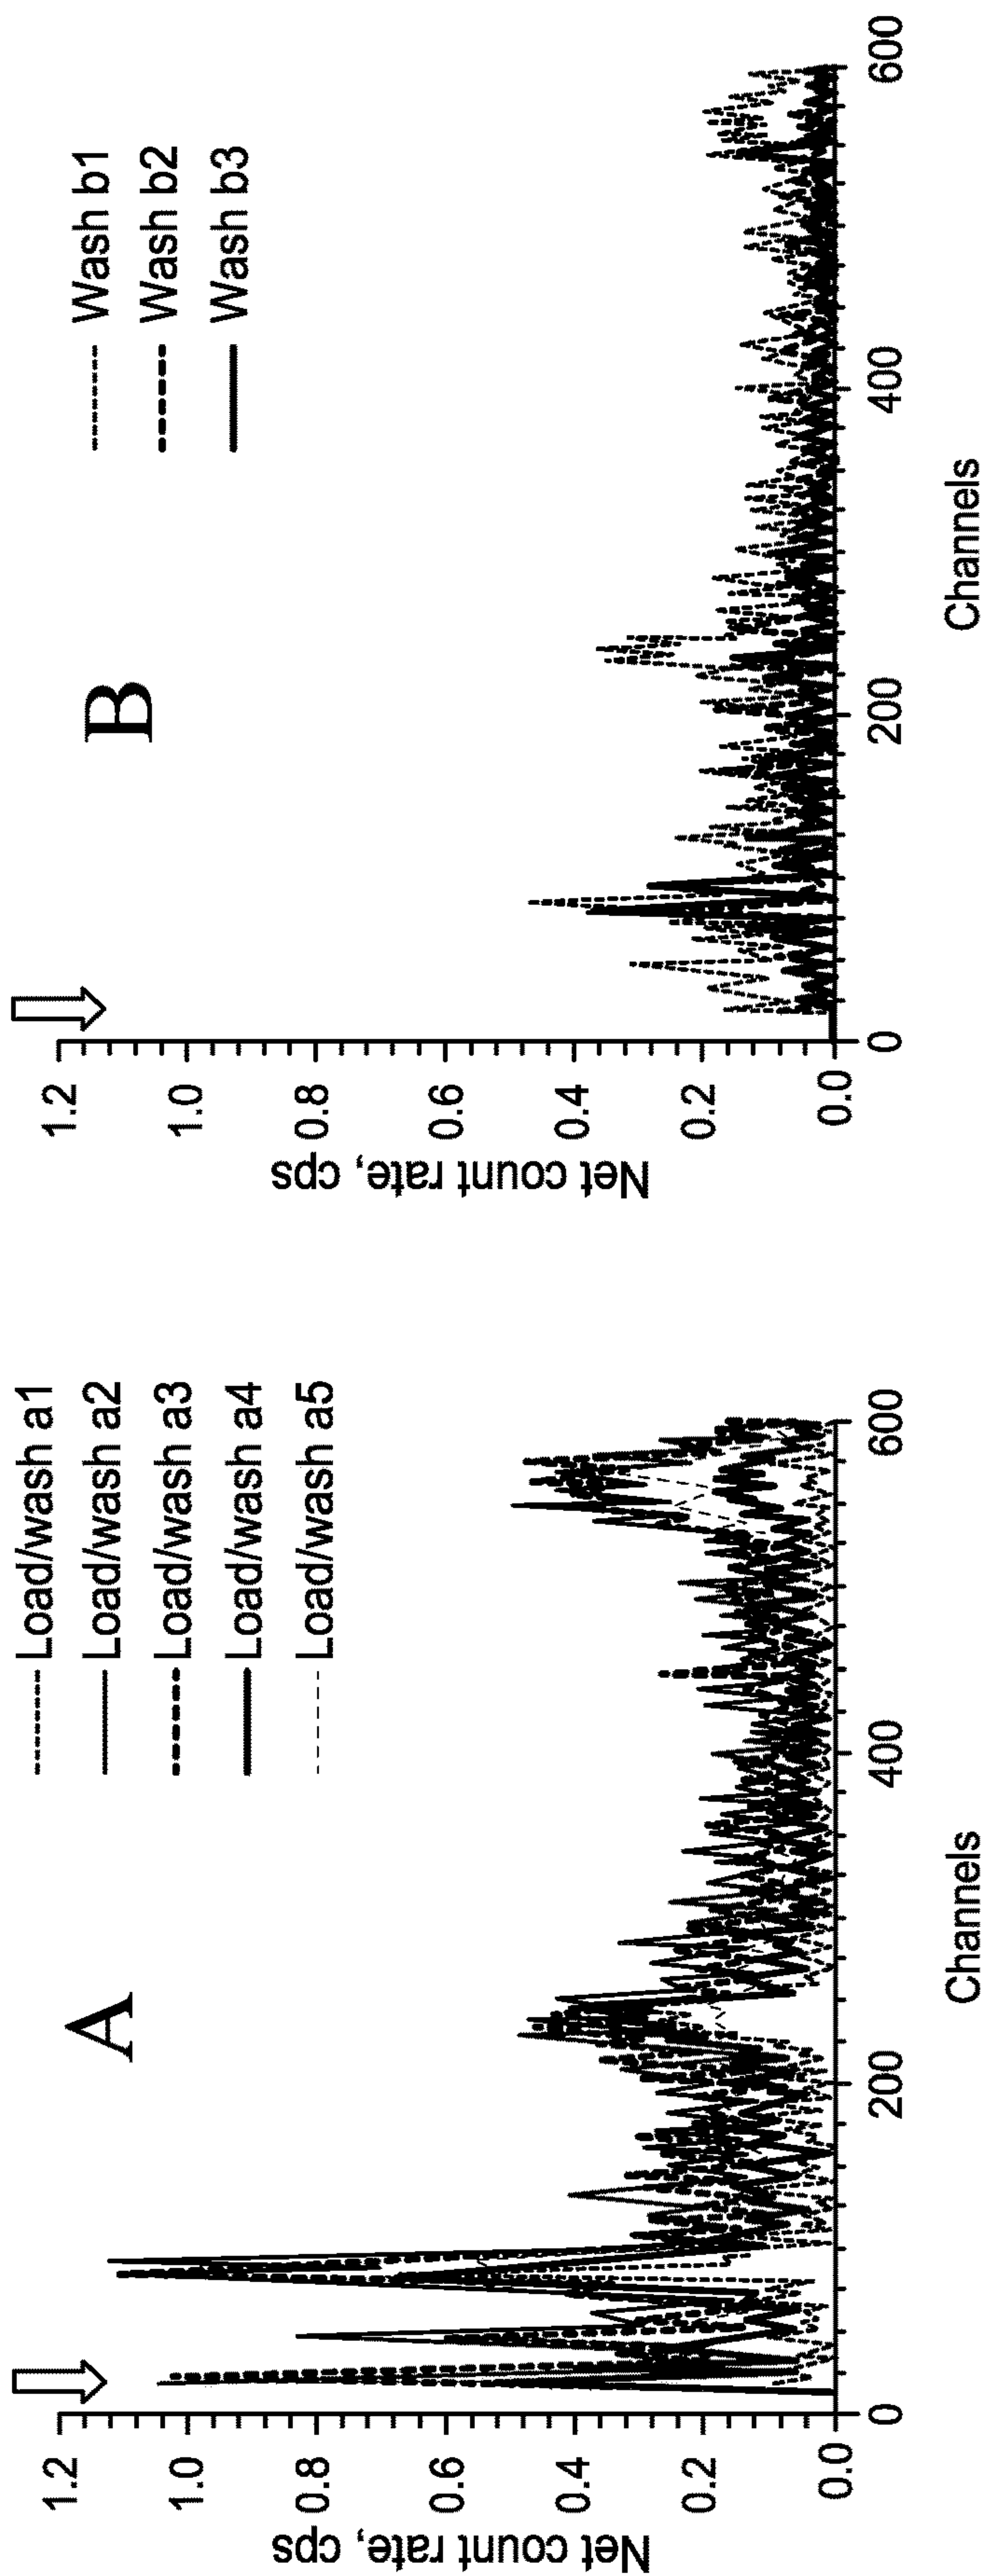 A
Load/wash a1
Load/wash a2
Load/wash a3
Load/wash a4
Load/wash a5
Net count rate, cps
1.2
1.0
0.8
0.6
0.4
0.2
0.0
0 200 400 600
Channels
B
Wash b1
Wash b2
Wash b3
Net count rate, cps
1.2
1.0
0.8
0.6
0.4
0.2
0.0
0 200 400 600
Channels